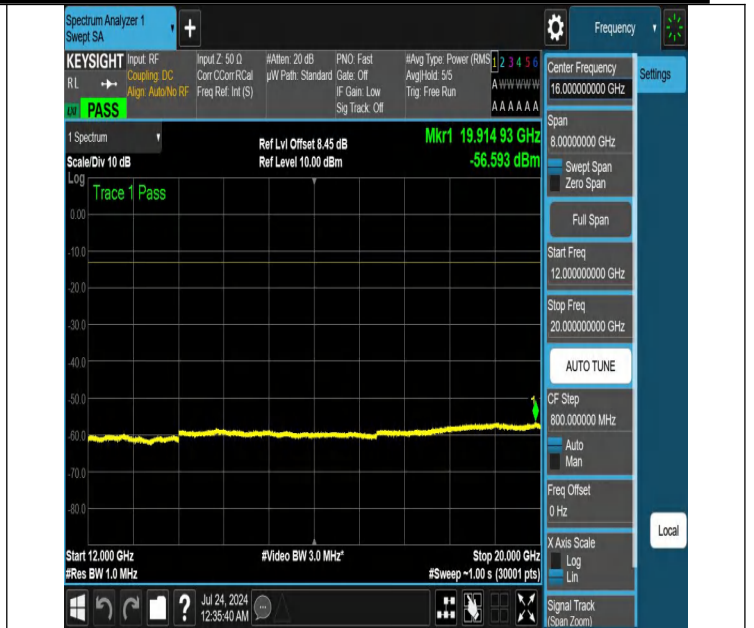 Spectrum Analyzer 1
Swept SA
+
Frequency
KEYSIGHT
RL
PASS
Input: RF
Coupling: DC
Align: Auto/No RF
Input Z: 50 Ω
Corr CCorr RCal
Freq Ref: Int (S)
#Atten: 20 dB
µW Path: Standard
PNO: Fast
Gate: Off
IF Gain: Low
Sig Track: Off
#Avg Type: Power (RMS
Avg|Hold: 5/5
Trig: Free Run
1 2 3 4 5 6
A W W W W W
A A A A A A
1 Spectrum
Scale/Div 10 dB
Ref Lvl Offset 8.45 dB
Ref Level 10.00 dBm
Mkr1 19.914 93 GHz
-56.593 dBm
Log
Trace 1 Pass
0.00
-10.0
-20.0
-30.0
-40.0
-50.0
-60.0
-70.0
-80.0
1
Start 12.000 GHz
#Res BW 1.0 MHz
#Video BW 3.0 MHz*
Stop 20.000 GHz
#Sweep ~1.00 s (30001 pts)
Center Frequency
16.000000000 GHz
Settings
Span
8.00000000 GHz
Swept Span
Zero Span
Full Span
Start Freq
12.000000000 GHz
Stop Freq
20.000000000 GHz
AUTO TUNE
CF Step
800.000000 MHz
Auto
Man
Freq Offset
0 Hz
X Axis Scale
Log
Lin
Local
Signal Track
(Span Zoom)
?
Jul 24, 2024
12:35:40 AM